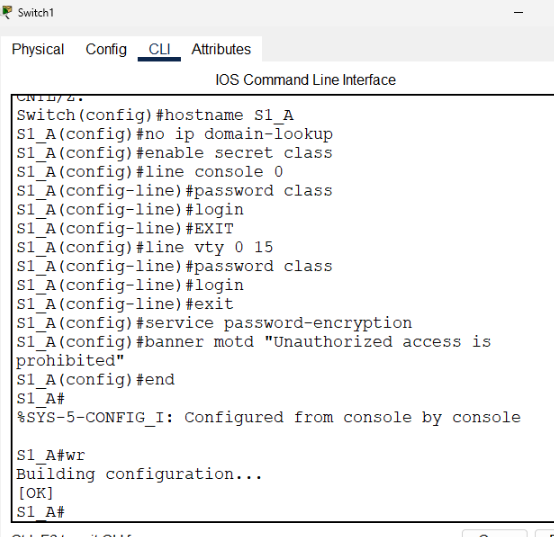 Switch1
Physical Config CLI Attributes
IOS Command Line Interface
CNTL/Z.
Switch(config)#hostname S1_A
S1_A(config)#no ip domain-lookup
S1_A(config)#enable secret class
S1_A(config)#line console 0
S1_A(config-line)#password class
S1_A(config-line)#login
S1_A(config-line)#EXIT
S1_A(config)#line vty 0 15
S1_A(config-line)#password class
S1_A(config-line)#login
S1_A(config-line)#exit
S1_A(config)#service password-encryption
S1_A(config)#banner motd "Unauthorized access is
prohibited"
S1_A(config)#end
S1_A#
%SYS-5-CONFIG_I: Configured from console by console
S1_A#wr
Building configuration...
[OK]
S1_A#